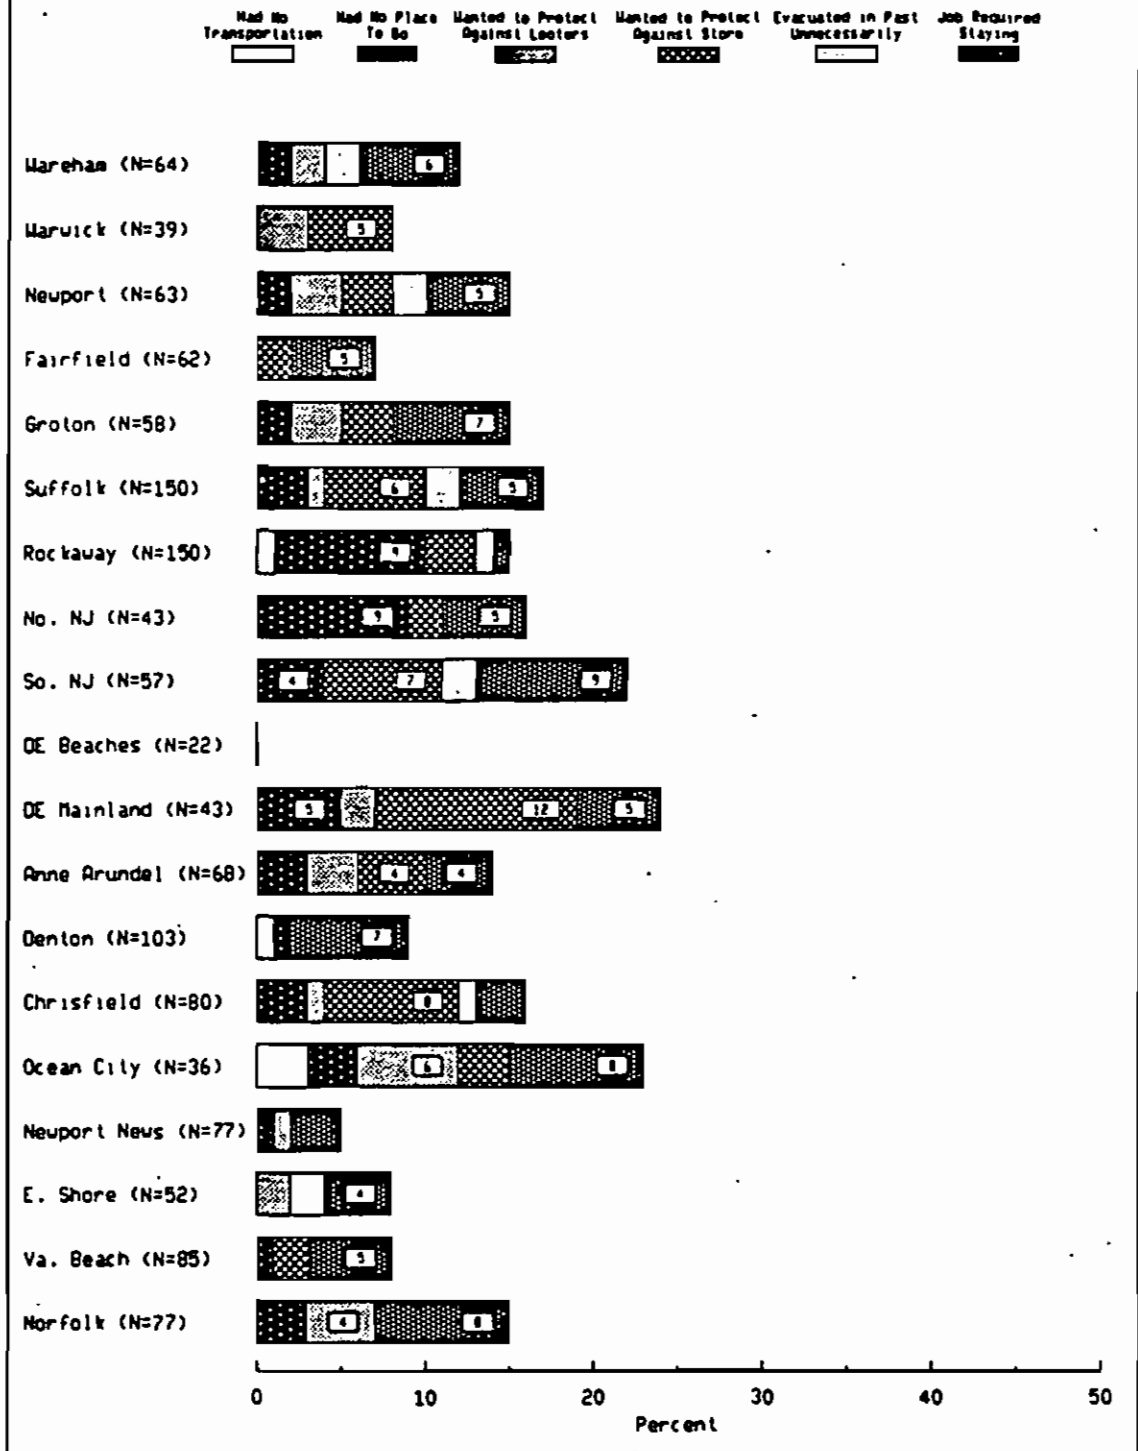 Had No Transportation
Had No Place To Go
Wanted to Protect Against Looters
Wanted to Protect Against Store
Evacuated in Past Unnecessarily
Job Required Staying
Wareham (N=64) 6
Warwick (N=39) 5
Newport (N=63) 5
Fairfield (N=62) 5
Groton (N=58) 7
Suffolk (N=150) 6 5
Rockaway (N=150) 9
No. NJ (N=43) 9 5
So. NJ (N=57) 4 7 9
DE Beaches (N=22)
DE Mainland (N=43) 5 12 5
Anne Arundel (N=68) 4 4
Denton (N=103) 7
Chrisfield (N=80) 8
Ocean City (N=36) 6 8
Newport News (N=77)
E. Shore (N=52) 4
Va. Beach (N=85) 5
Norfolk (N=77) 4 8
0 10 20 30 40 50
Percent